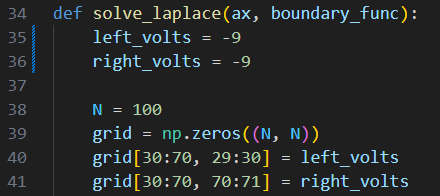 34 def solve_laplace(ax, boundary_func):
35     left_volts = -9
36     right_volts = -9
37
38     N = 100
39     grid = np.zeros((N, N))
40     grid[30:70, 29:30] = left_volts
41     grid[30:70, 70:71] = right_volts